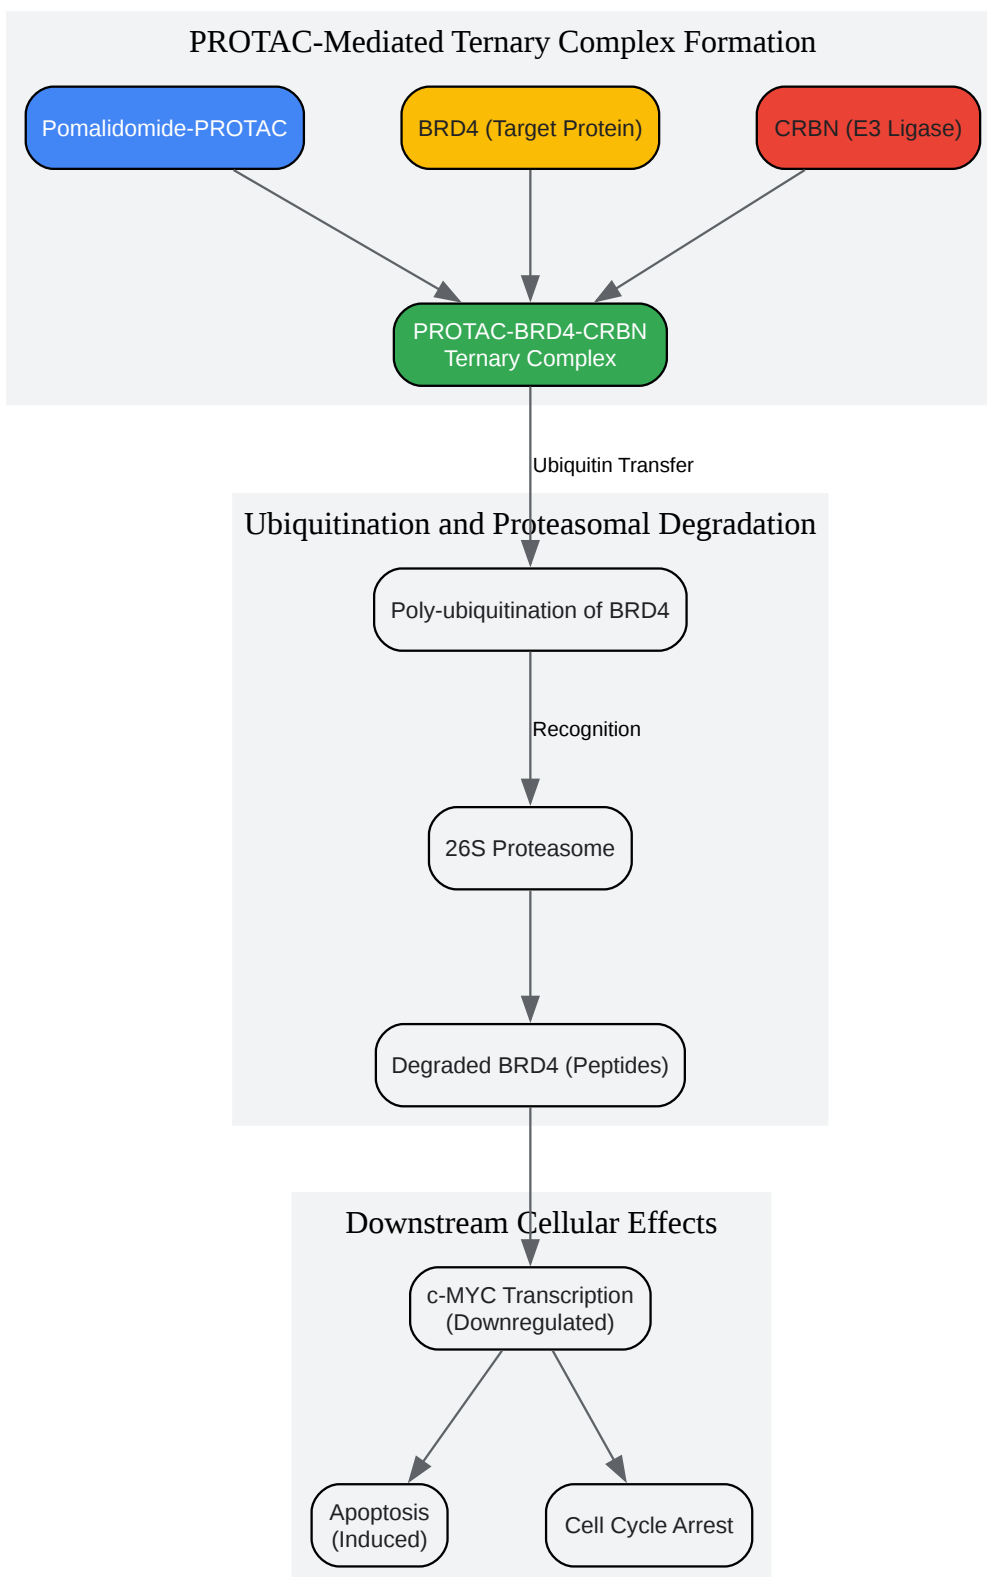 PROTAC-Mediated Ternary Complex Formation
Pomalidomide-PROTAC
BRD4 (Target Protein)
CRBN (E3 Ligase)
PROTAC-BRD4-CRBN
Ternary Complex
Ubiquitin Transfer
Ubiquitination and Proteasomal Degradation
Poly-ubiquitination of BRD4
Recognition
26S Proteasome
Degraded BRD4 (Peptides)
Downstream Cellular Effects
c-MYC Transcription
(Downregulated)
Apoptosis
(Induced)
Cell Cycle Arrest